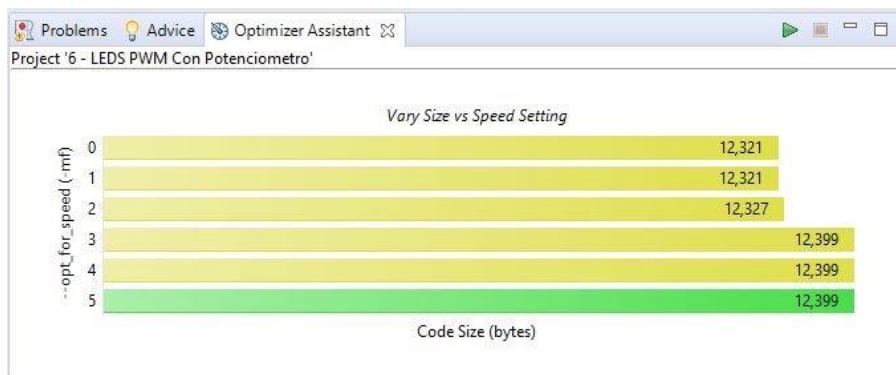 Problems Advice Optimizer Assistant
Project '6 - LEDS PWM Con Potenciometro'
Vary Size vs Speed Setting
--opt_for_speed (-mf)
0 12,321
1 12,321
2 12,327
3 12,399
4 12,399
5 12,399
Code Size (bytes)